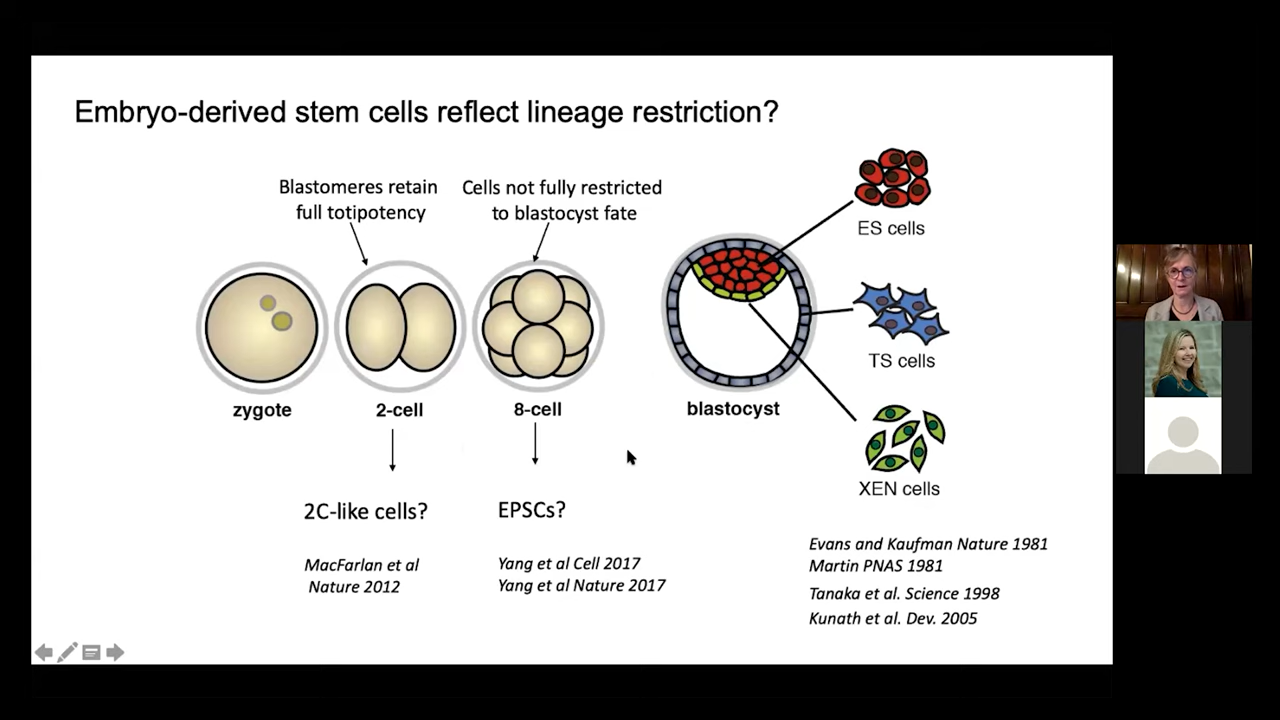 Embryo-derived stem cells reflect lineage restriction?
Blastomeres retain
full totipotency
Cells not fully restricted
to blastocyst fate
ES cells
TS cells
XEN cells
zygote
2-cell
8-cell
blastocyst
2C-like cells?
EPSCs?
MacFarlan et al
Nature 2012
Yang et al Cell 2017
Yang et al Nature 2017
Evans and Kaufman Nature 1981
Martin PNAS 1981
Tanaka et al. Science 1998
Kunath et al. Dev. 2005